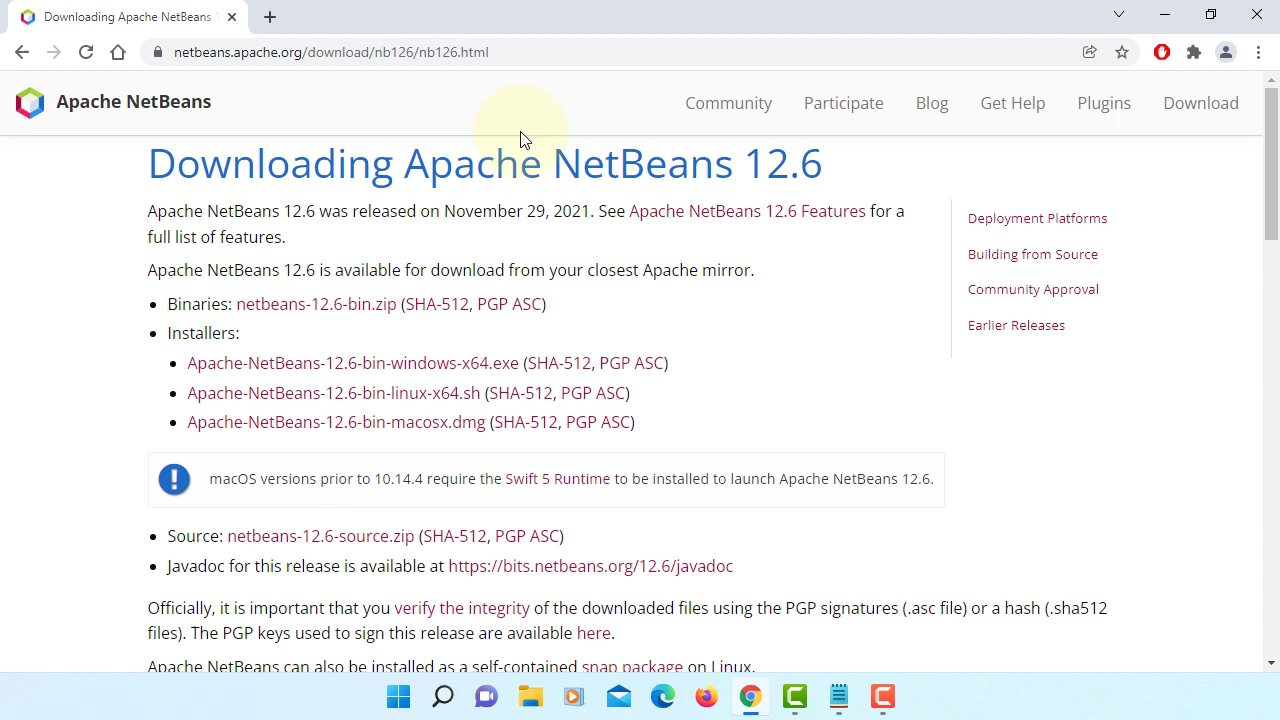 Downloading Apache NetBeans 1
netbeans.apache.org/download/nb126/nb126.html
Apache NetBeans
Community Participate Blog Get Help Plugins Download
Downloading Apache NetBeans 12.6
Apache NetBeans 12.6 was released on November 29, 2021. See Apache NetBeans 12.6 Features for a
full list of features.
Apache NetBeans 12.6 is available for download from your closest Apache mirror.
• Binaries: netbeans-12.6-bin.zip (SHA-512, PGP ASC)
• Installers:
• Apache-NetBeans-12.6-bin-windows-x64.exe (SHA-512, PGP ASC)
• Apache-NetBeans-12.6-bin-linux-x64.sh (SHA-512, PGP ASC)
• Apache-NetBeans-12.6-bin-macosx.dmg (SHA-512, PGP ASC)
macOS versions prior to 10.14.4 require the Swift 5 Runtime to be installed to launch Apache NetBeans 12.6.
• Source: netbeans-12.6-source.zip (SHA-512, PGP ASC)
• Javadoc for this release is available at https://bits.netbeans.org/12.6/javadoc
Officially, it is important that you verify the integrity of the downloaded files using the PGP signatures (.asc file) or a hash (.sha512
files). The PGP keys used to sign this release are available here.
Apache NetBeans can also be installed as a self-contained snap package on Linux.
Deployment Platforms
Building from Source
Community Approval
Earlier Releases